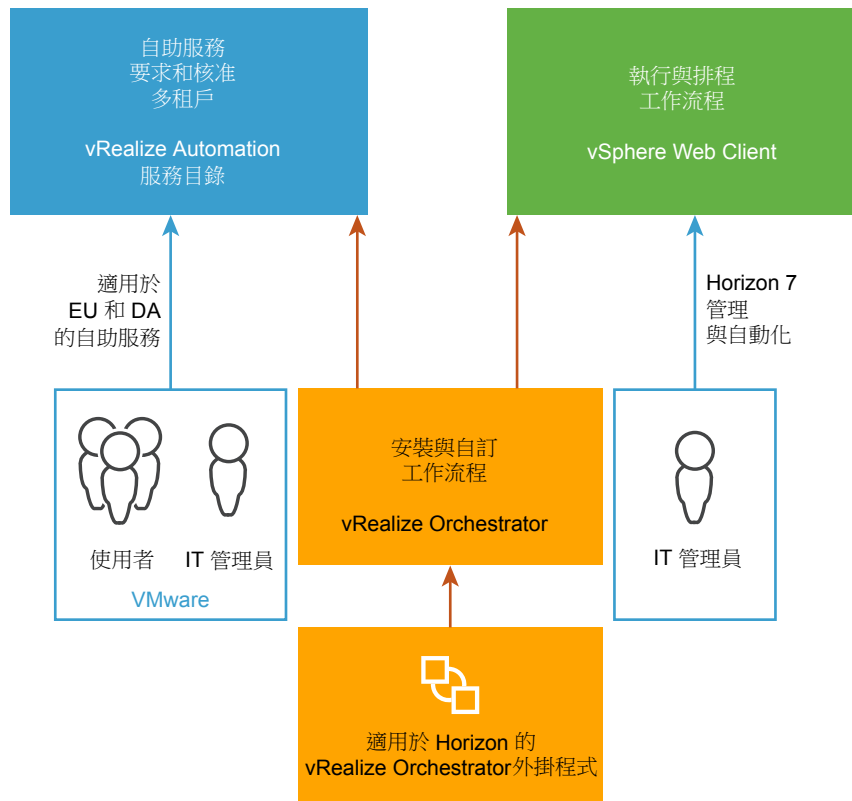 自助服務
要求和核准
多租戶
vRealize Automation
服務目錄
執行與排程
工作流程
vSphere Web Client
適用於
EU 和 DA
的自助服務
Horizon 7
管理
與自動化
使用者
IT 管理員
VMware
安裝與自訂
工作流程
vRealize Orchestrator
IT 管理員
適用於 Horizon 的
vRealize Orchestrator外掛程式